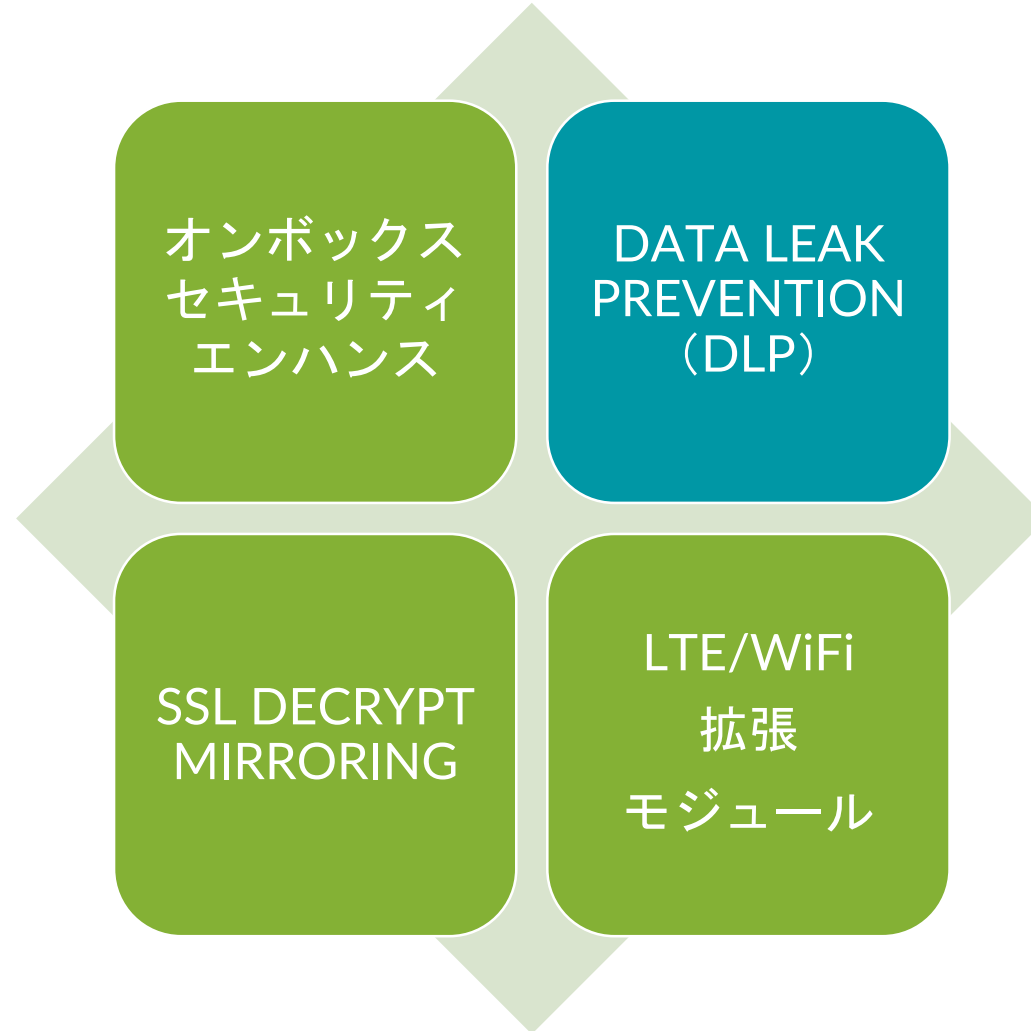 オンボックス
セキュリティ
エンハンス
DATA LEAK
PREVENTION
（DLP）
SSL DECRYPT
MIRRORING
LTE/WiFi
拡張
モジュール